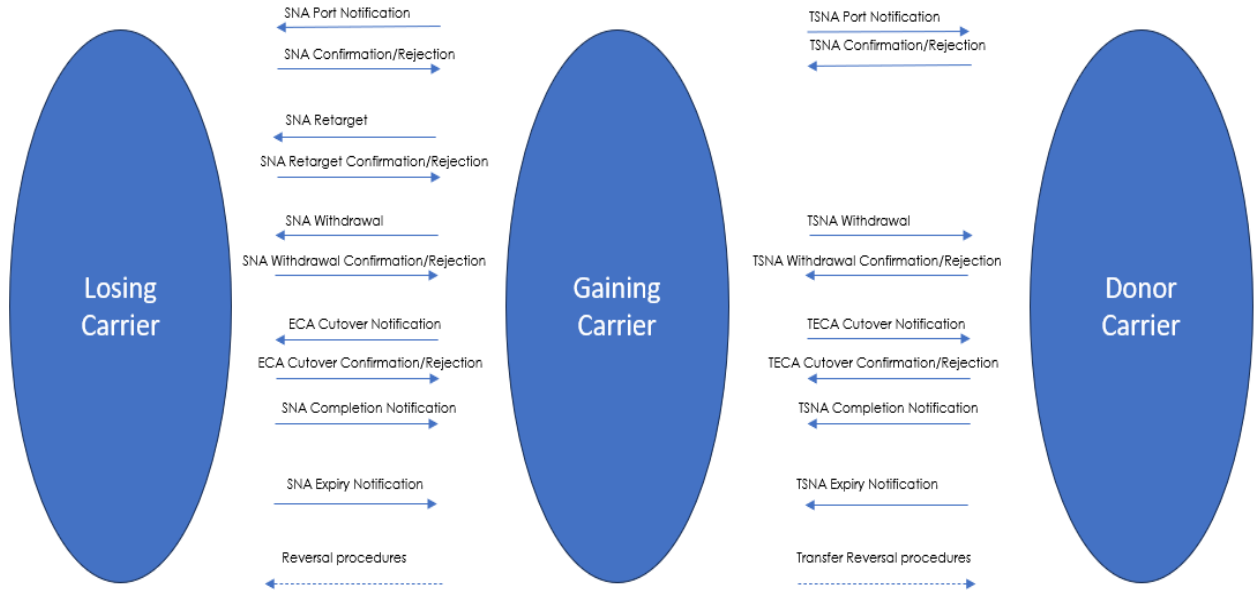 SNA Port Notification
TSNA Port Notification
SNA Confirmation/Rejection
TSNA Confirmation/Rejection
SNA Retarget
SNA Retarget Confirmation/Rejection
SNA Withdrawal
TSNA Withdrawal
SNA Withdrawal Confirmation/Rejection
TSNA Withdrawal Confirmation/Rejection
Losing
Carrier
Gaining
Carrier
Donor
Carrier
ECA Cutover Notification
TECA Cutover Notification
ECA Cutover Confirmation/Rejection
TECA Cutover Confirmation/Rejection
SNA Completion Notification
TSNA Completion Notification
SNA Expiry Notification
TSNA Expiry Notification
Reversal procedures
Transfer Reversal procedures